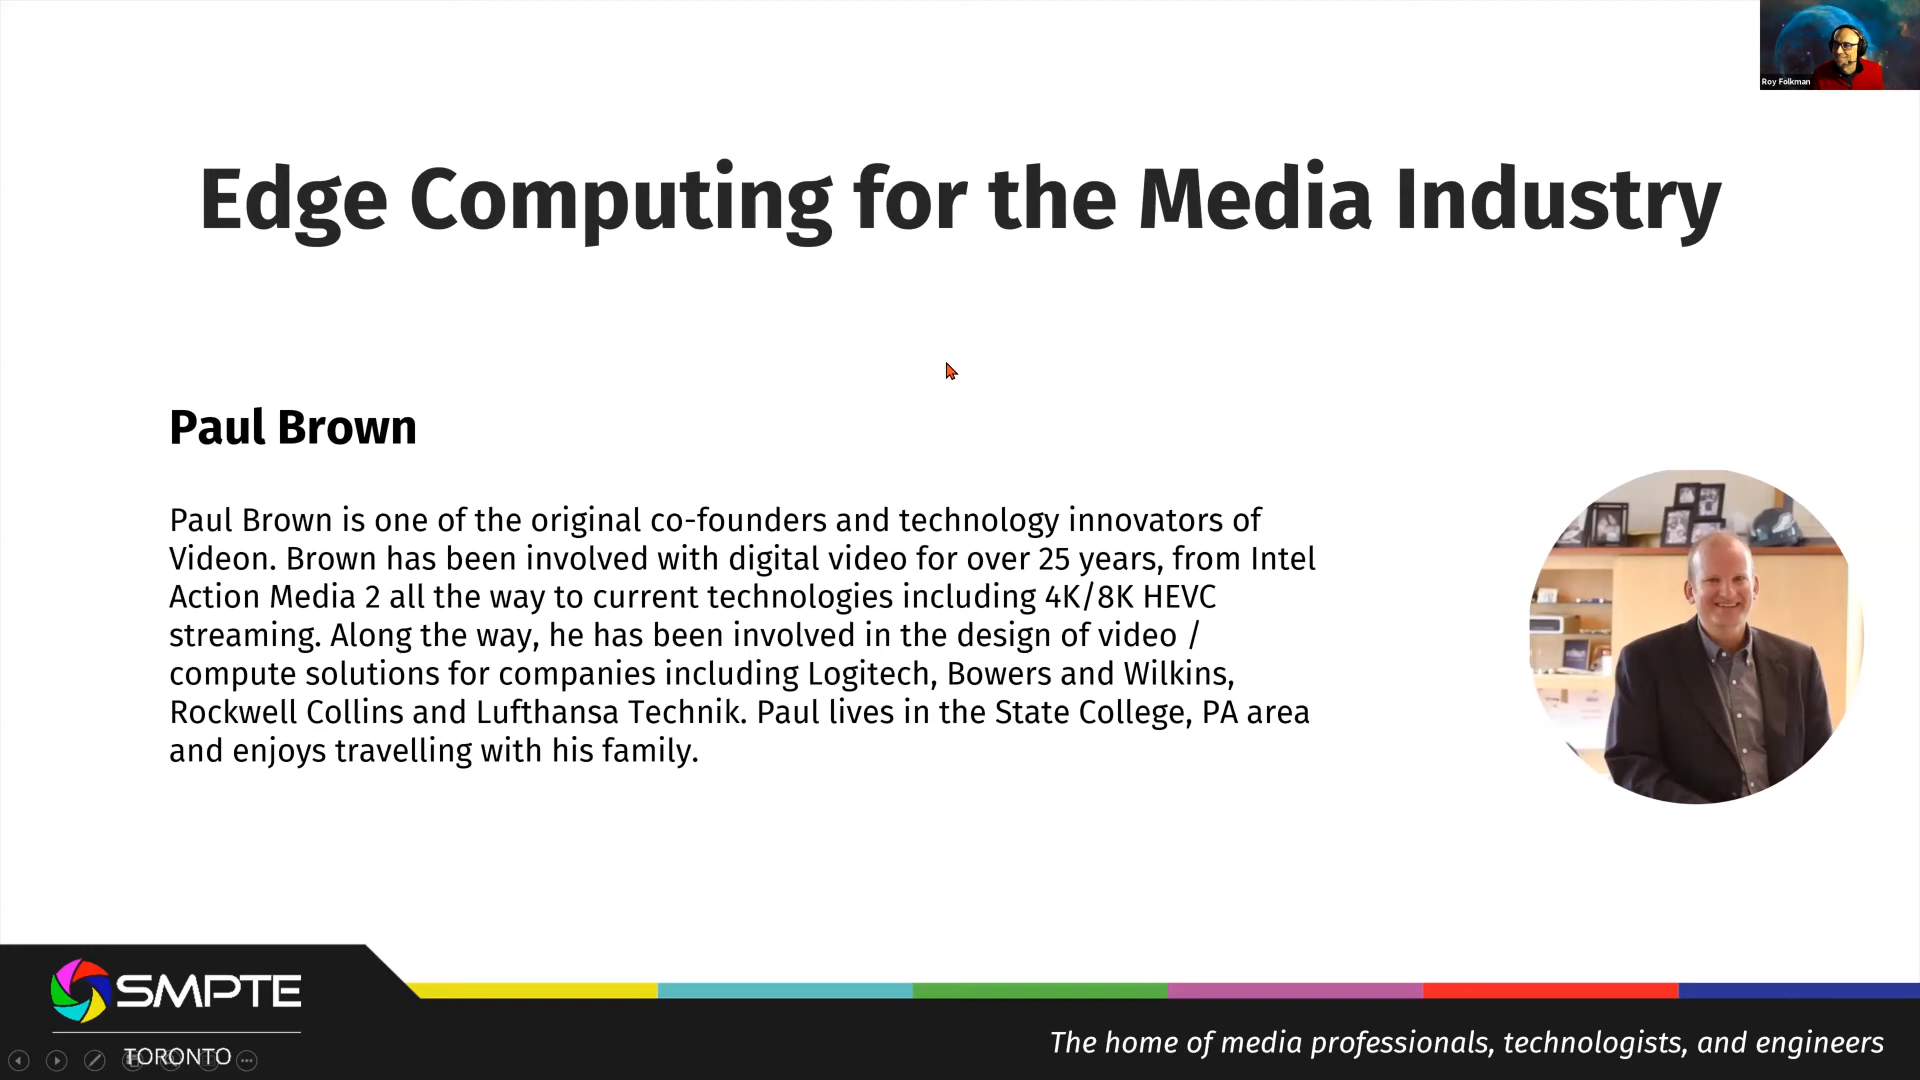 Roy Folkman
Edge Computing for the Media Industry
Paul Brown
Paul Brown is one of the original co-founders and technology innovators of
Videon. Brown has been involved with digital video for over 25 years, from Intel
Action Media 2 all the way to current technologies including 4K/8K HEVC
streaming. Along the way, he has been involved in the design of video /
compute solutions for companies including Logitech, Bowers and Wilkins,
Rockwell Collins and Lufthansa Technik. Paul lives in the State College, PA area
and enjoys travelling with his family.
SMPTE
TORONTO
The home of media professionals, technologists, and engineers